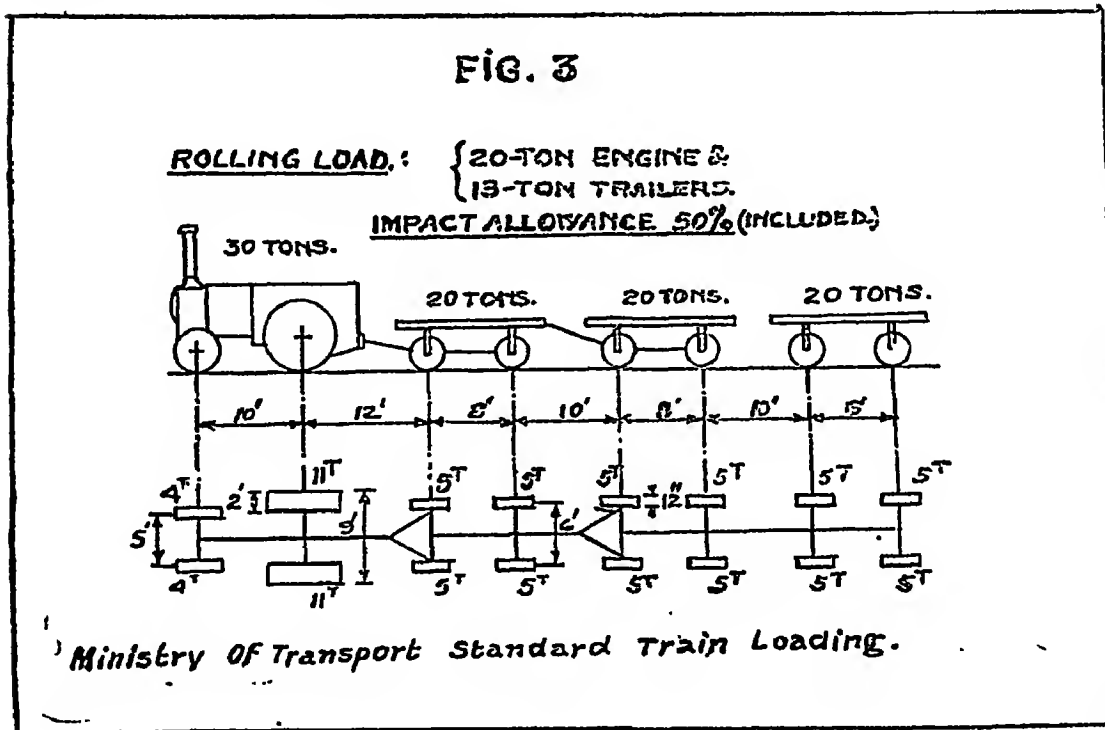 FIG. 3
ROLLING LOAD.: {20-TON ENGINE &
{13-TON TRAILERS.
IMPACT ALLOWANCE 50% (INCLUDED.)
30 TONS.
20 TONS. 20 TONS. 20 TONS.
10' 12' 8' 10' 8' 10' 8'
4T 11T 5T 5T 5T 5T 5T 5T
5' 2' 9' 12"
4T 11T 5T 5T 5T 5T 5T 5T
Ministry Of Transport Standard Train Loading.